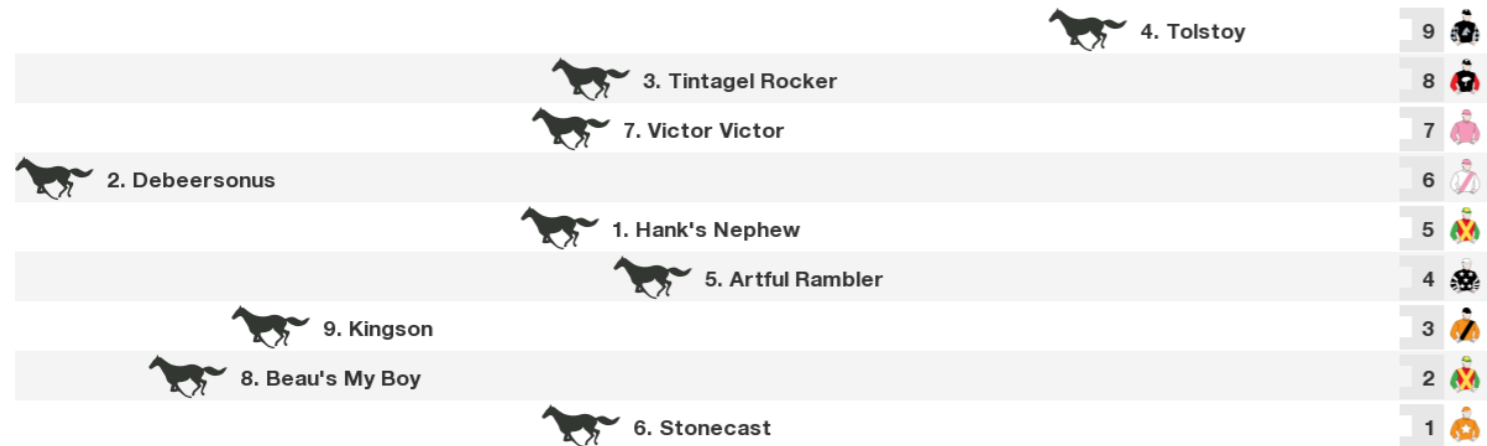 4. Tolstoy 9
3. Tintagel Rocker 8
7. Victor Victor 7
2. Debeersonus 6
1. Hank's Nephew 5
5. Artful Rambler 4
9. Kingson 3
8. Beau's My Boy 2
6. Stonecast 1